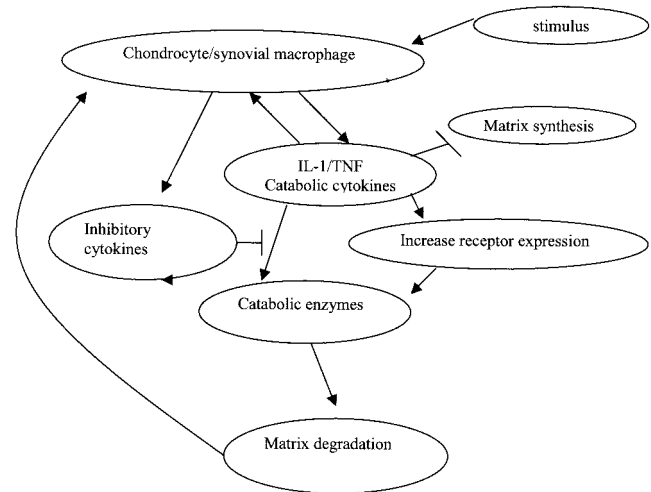 stimulus
Chondrocyte/synovial macrophage
Matrix synthesis
IL-1/TNF
Catabolic cytokines
Inhibitory
cytokines
Increase receptor expression
Catabolic enzymes
Matrix degradation